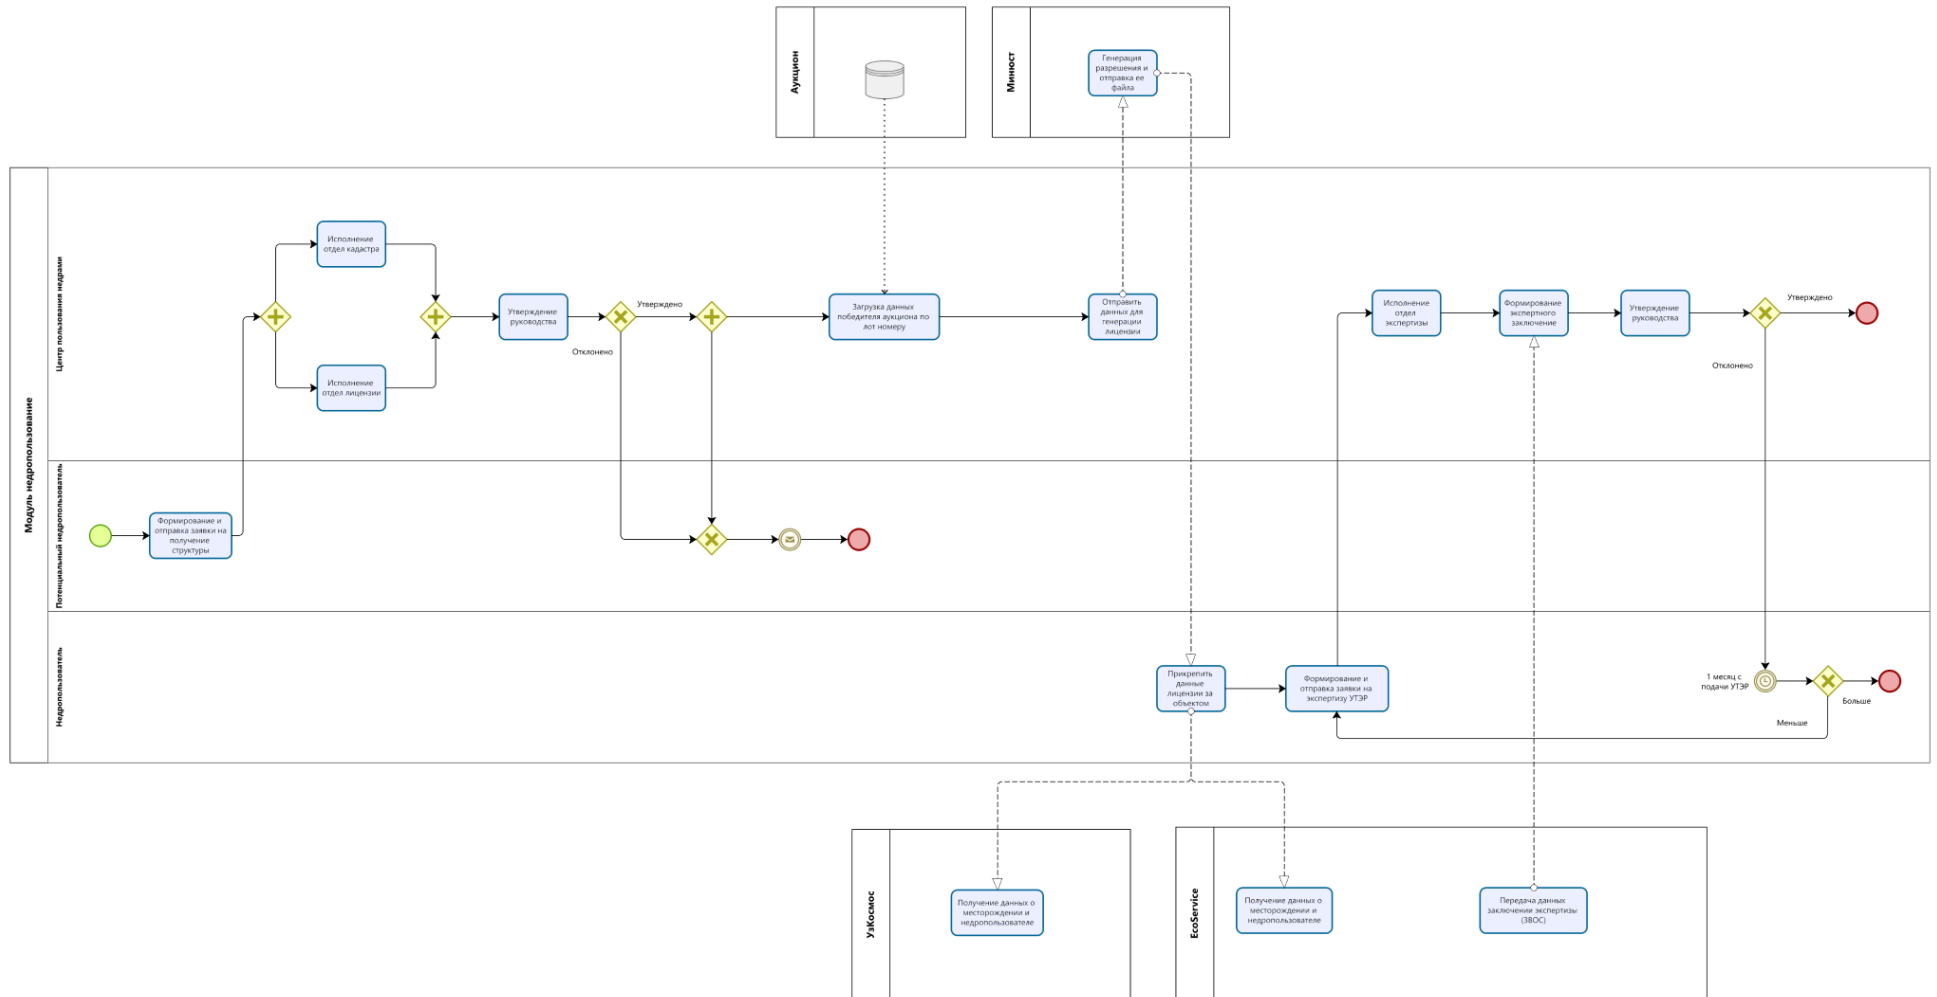 Аукцион
Минюст
Генерация
разрешения и
отправка ее
файла
Модуль недропользование
Центр пользования недрами
Исполнение
отдел кадастра
Исполнение
отдел лицензии
Утверждение
руководства
Утверждено
Отклонено
Загрузка данных
победителя аукциона по
лот номеру
Отправить
данных для
генерации
лицензии
Исполнение
отдел
экспертизы
Формирование
экспертного
заключение
Утверждение
руководства
Утверждено
Отклонено
Потенциальный недропользователь
Формирование и
отправка заявки на
получение
структуры
Недропользователь
Прикрепить
данные
лицензии за
объектом
Формирование и
отправка заявки на
экспертизу УТЭР
1 месяц с
подачи УТЭР
Больше
Меньше
УзКосмос
Получение данных о
месторождении и
недропользователе
EcoService
Получение данных о
месторождении и
недропользователе
Передача данных
заключении экспертизы
(ЗВОС)